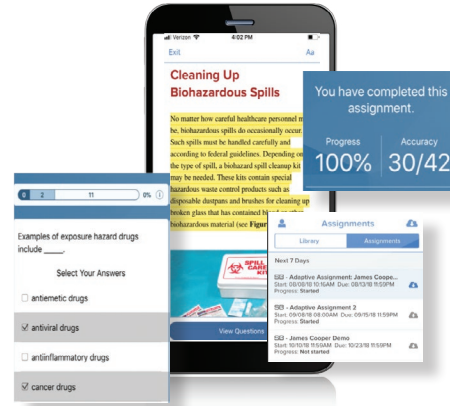 Verizon 4:02 PM
Exit Aa
Cleaning Up
Biohazardous Spills
No matter how careful healthcare personnel m
be, biohazardous spills do occasionally occur.
Such spills must be handled carefully and
according to federal guidelines. Depending on
the type of spill, a biohazard spill cleanup kit
may be needed. These kits contain special
hazardous waste control products such as
disposable dustpans and brushes for cleaning up
broken glass that has contained
biohazardous material (see Figur
SPILL
CARE
KIT
View Questions
You have completed this
assignment.
Progress Accuracy
100% 30/42
0 2 11 0%
Examples of exposure hazard drugs
include ____.
Select Your Answers
antiemetic drugs
antiviral drugs
antiinflammatory drugs
cancer drugs
Assignments
Library Assignments
Next 7 Days
- Adaptive Assignment: James Coope...
Start: 08/08/18 10:16AM Due: 08/13/18 11:59PM
Progress: Started
- Adaptive Assignment 2
Start: 09/08/18 08:00AM Due: 09/15/18 11:59PM
Progress: Started
- James Cooper Demo
Start: 10/10/18 11:59AM Due: 10/23/18 11:59PM
Progress: Not started